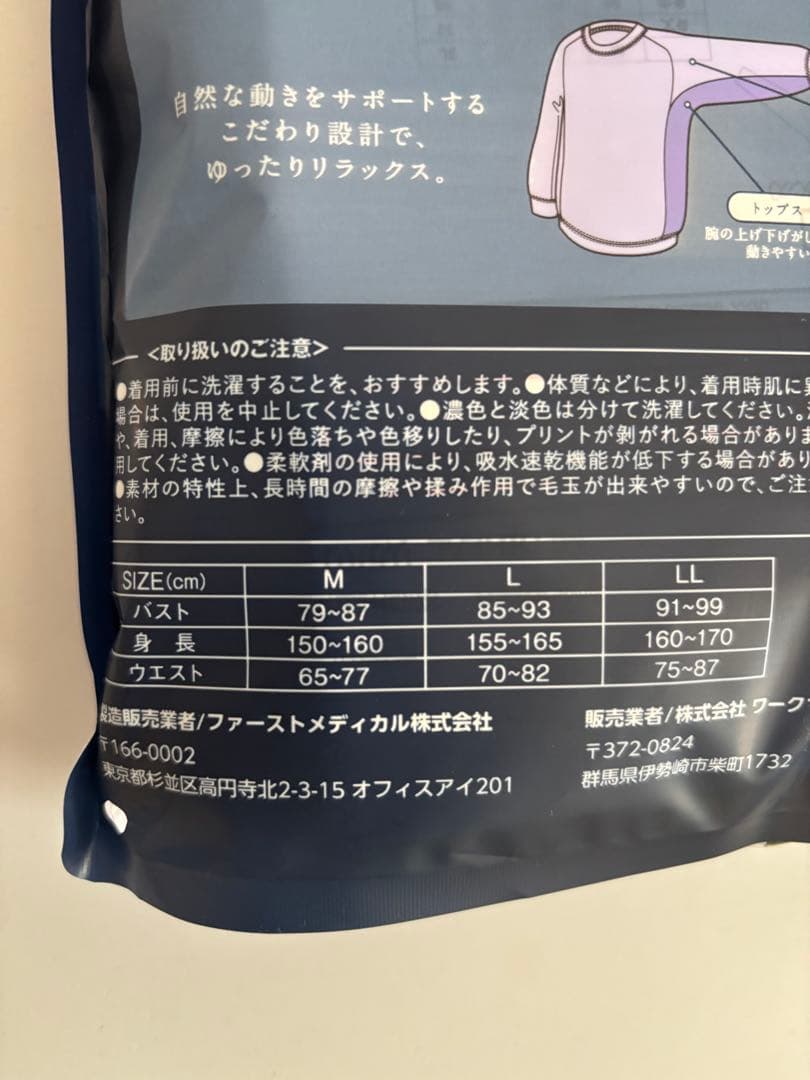 自然な動きをサポートする
こだわり設計で、
ゆったりリラックス。
トップス
腕の上げ下げがし
動きやすい
<取り扱いのご注意>
●着用前に洗濯することを、おすすめします。●体質などにより、着用時肌に異
場合は、使用を中止してください。●濃色と淡色は分けて洗濯してください。
や、着用、摩擦により色落ちや色移りしたり、プリントが剥がれる場合がありま
用してください。●柔軟剤の使用により、吸水速乾機能が低下する場合があり
●素材の特性上、長時間の摩擦や揉み作用で毛玉が出来やすいので、ご注
さい。
SIZE(cm) M L LL
バスト 79~87 85~93 91~99
身 長 150~160 155~165 160~170
ウエスト 65~77 70~82 75~87
製造販売業者/ファーストメディカル株式会社
〒166-0002
東京都杉並区高円寺北2-3-15 オフィスアイ201
販売業者/株式会社 ワーク
〒372-0824
群馬県伊勢崎市柴町1732